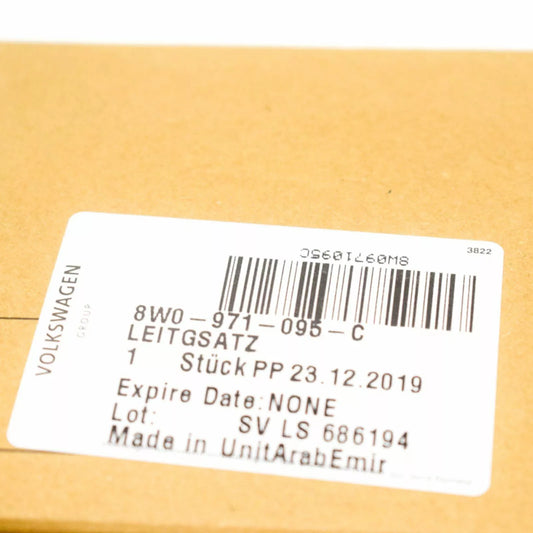 3822
8W0971095C
8W0-971-095-C
LEITGSATZ
1 Stück PP 23.12.2019
Expire Date:NONE
Lot: SV LS 686194
Made in UnitArabEmir
VOLKSWAGEN
GROUP